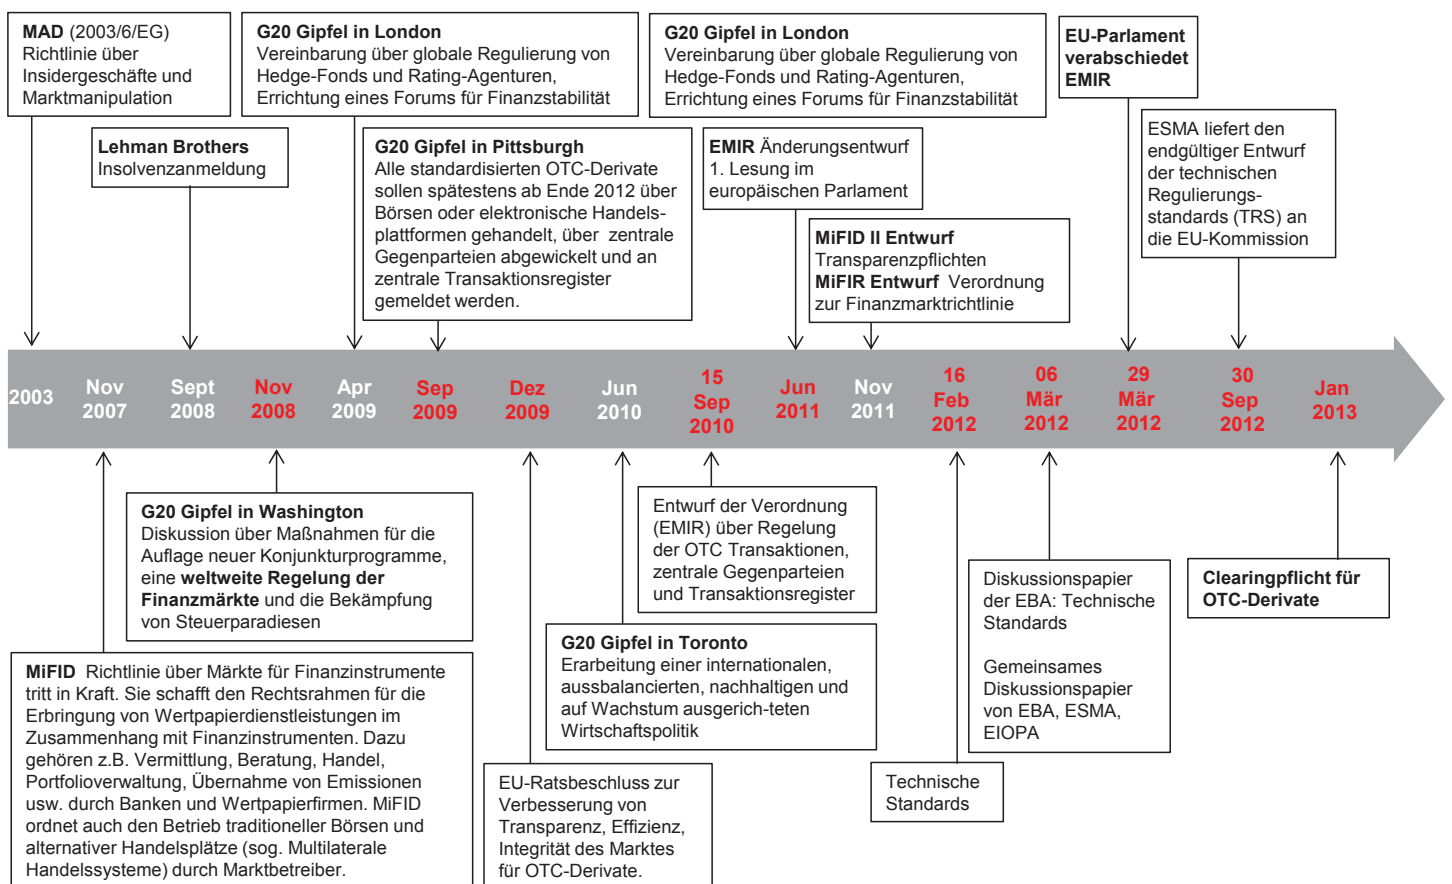 MAD (2003/6/EG)
Richtlinie über
Insidergeschäfte und
Marktmanipulation
G20 Gipfel in London
Vereinbarung über globale Regulierung von
Hedge-Fonds und Rating-Agenturen,
Errichtung eines Forums für Finanzstabilität
G20 Gipfel in London
Vereinbarung über globale Regulierung von
Hedge-Fonds und Rating-Agenturen,
Errichtung eines Forums für Finanzstabilität
EU-Parlament
verabschiedet
EMIR
Lehman Brothers
Insolvenzanmeldung
G20 Gipfel in Pittsburgh
Alle standardisierten OTC-Derivate
sollen spätestens ab Ende 2012 über
Börsen oder elektronische Handels-
plattformen gehandelt, über zentrale
Gegenparteien abgewickelt und an
zentrale Transaktionsregister
gemeldet werden.
EMIR Änderungsentwurf
1. Lesung im
europäischen Parlament
MiFID II Entwurf
Transparenzpflichten
MiFIR Entwurf Verordnung
zur Finanzmarktrichtlinie
ESMA liefert den
endgültiger Entwurf
der technischen
Regulierungs-
standards (TRS) an
die EU-Kommission
2003
Nov
2007
Sept
2008
Nov
2008
Apr
2009
Sep
2009
Dez
2009
Jun
2010
15
Sep
2010
Jun
2011
Nov
2011
16
Feb
2012
06
Mär
2012
29
Mär
2012
30
Sep
2012
Jan
2013
G20 Gipfel in Washington
Diskussion über Maßnahmen für die
Auflage neuer Konjunkturprogramme,
eine weltweite Regelung der
Finanzmärkte und die Bekämpfung
von Steuerparadiesen
MiFID Richtlinie über Märkte für Finanzinstrumente
tritt in Kraft. Sie schafft den Rechtsrahmen für die
Erbringung von Wertpapierdienstleistungen im
Zusammenhang mit Finanzinstrumenten. Dazu
gehören z.B. Vermittlung, Beratung, Handel,
Portfolioverwaltung, Übernahme von Emissionen
usw. durch Banken und Wertpapierfirmen. MiFID
ordnet auch den Betrieb traditioneller Börsen und
alternativer Handelsplätze (sog. Multilaterale
Handelssysteme) durch Marktbetreiber.
EU-Ratsbeschluss zur
Verbesserung von
Transparenz, Effizienz,
Integrität des Marktes
für OTC-Derivate.
G20 Gipfel in Toronto
Erarbeitung einer internationalen,
aussbalancierten, nachhaltigen und
auf Wachstum ausgerich-teten
Wirtschaftspolitik
Entwurf der Verordnung
(EMIR) über Regelung
der OTC Transaktionen,
zentrale Gegenparteien
und Transaktionsregister
Technische
Standards
Diskussionspapier
der EBA: Technische
Standards
Gemeinsames
Diskussionspapier
von EBA, ESMA,
EIOPA
Clearingpflicht für
OTC-Derivate